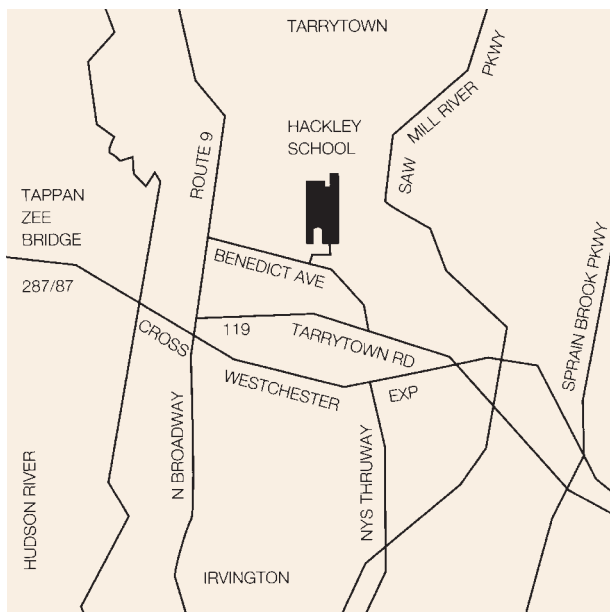 TARRYTOWN
SAW MILL RIVER PKWY
HACKLEY
SCHOOL
ROUTE 9
TAPPAN
ZEE
BRIDGE
287/87
BENEDICT AVE
SPRAIN BROOK PKWY
119 TARRYTOWN RD
CROSS WESTCHESTER EXP
N BROADWAY
NYS THRUWAY
HUDSON RIVER
IRVINGTON